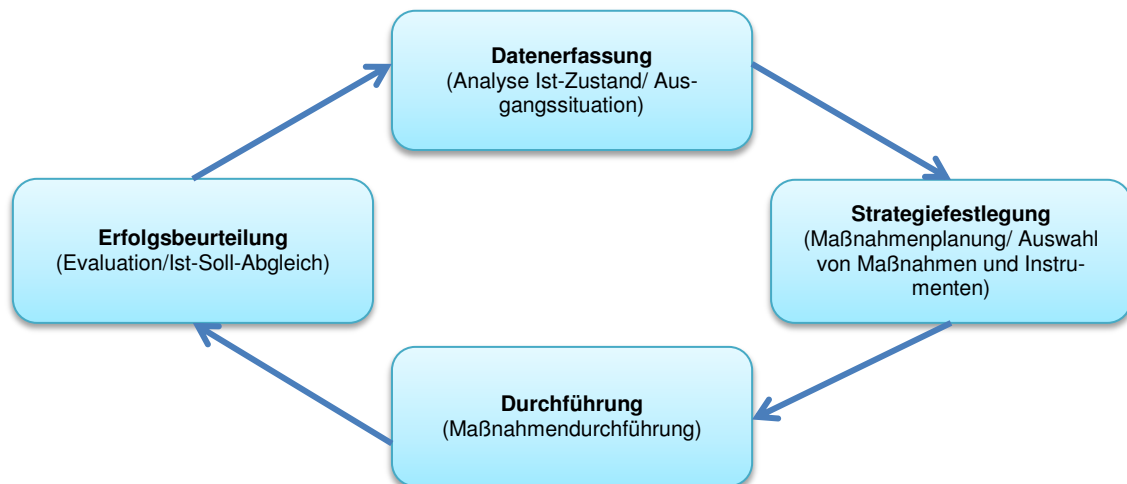 Datenerfassung
(Analyse Ist-Zustand/ Aus-
gangssituation)
Strategiefestlegung
(Maßnahmenplanung/ Auswahl
von Maßnahmen und Instru-
menten)
Durchführung
(Maßnahmendurchführung)
Erfolgsbeurteilung
(Evaluation/Ist-Soll-Abgleich)